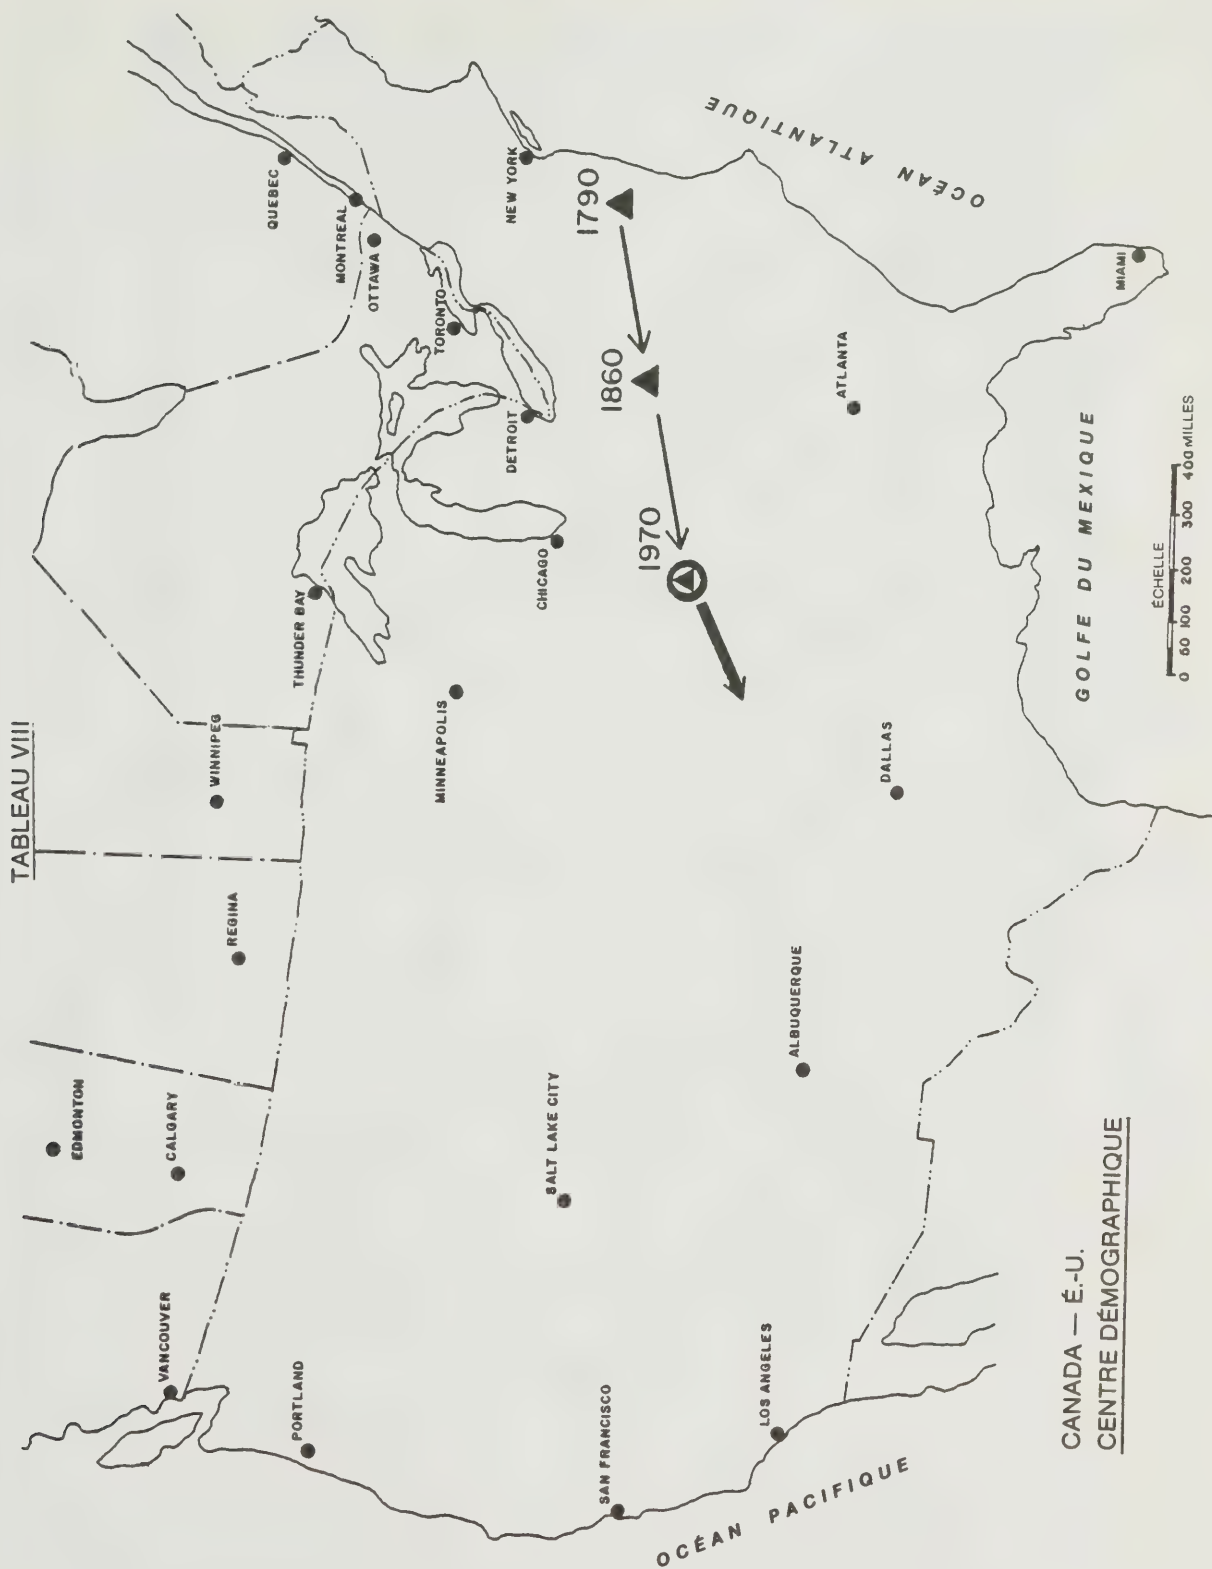 TABLEAU VIII
EDMONTON
CALGARY
VANCOUVER
REGINA
WINNIPEG
THUNDER BAY
QUEBEC
MONTREAL
OTTAWA
TORONTO
PORTLAND
MINNEAPOLIS
DETROIT
NEW YORK
CHICAGO
SALT LAKE CITY
SAN FRANCISCO
1790
1860
1970
LOS ANGELES
ALBUQUERQUE
DALLAS
ATLANTA
MIAMI
OCÉAN ATLANTIQUE
OCÉAN PACIFIQUE
GOLFE DU MEXIQUE
CANADA — É.-U.
CENTRE DÉMOGRAPHIQUE
ÉCHELLE
0 50 100 200 300 400 MILLES